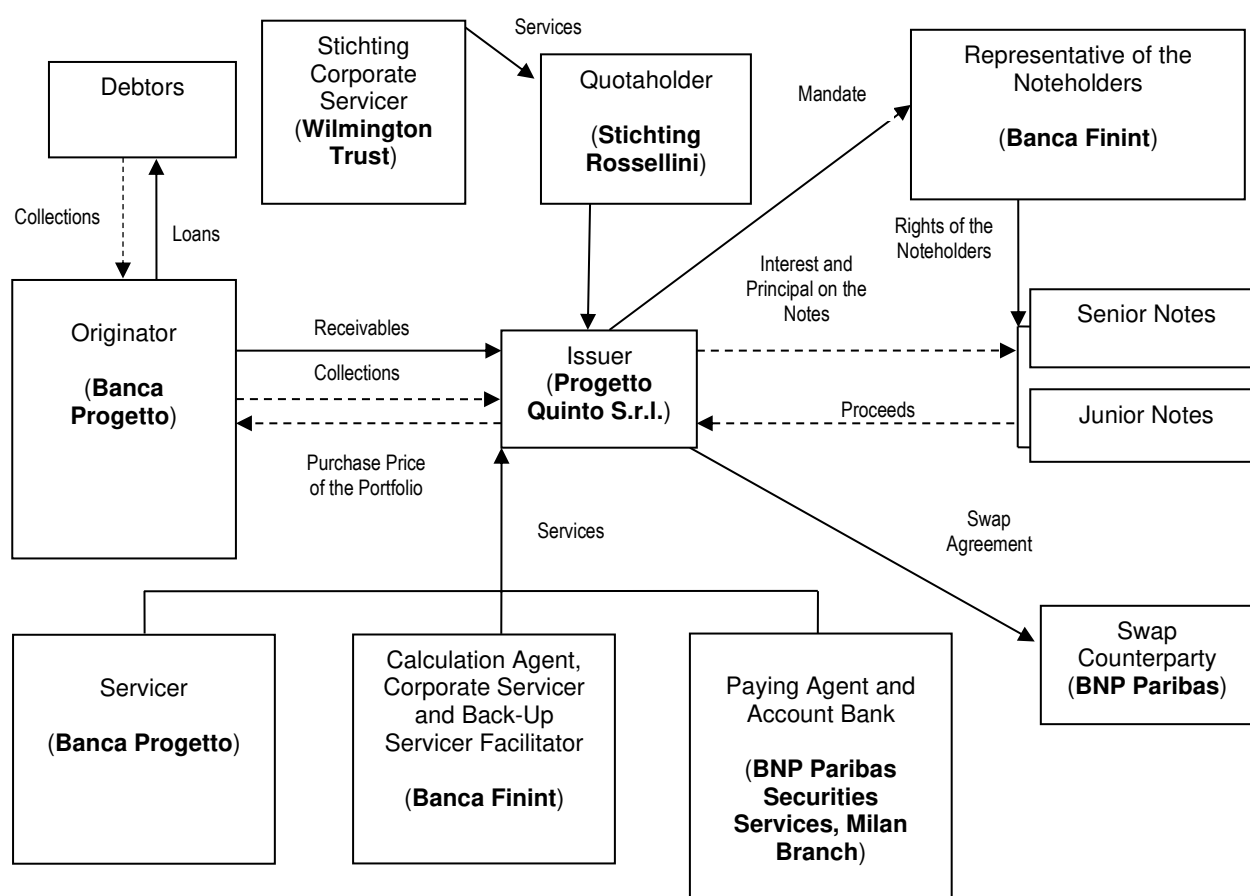 Services
Stichting
Corporate
Servicer
(Wilmington
Trust)
Quotaholder
(Stichting
Rossellini)
Representative of the
Noteholders
(Banca Finint)
Debtors
Mandate
Collections
Loans
Rights of the
Noteholders
Interest and
Principal on the
Notes
Originator
(Banca
Progetto)
Receivables
Collections
Purchase Price
of the Portfolio
Issuer
(Progetto
Quinto S.r.l.)
Senior Notes
Proceeds
Junior Notes
Services
Swap
Agreement
Servicer
(Banca Progetto)
Calculation Agent,
Corporate Servicer
and Back-Up
Servicer Facilitator
(Banca Finint)
Paying Agent and
Account Bank
(BNP Paribas
Securities
Services, Milan
Branch)
Swap
Counterparty
(BNP Paribas)